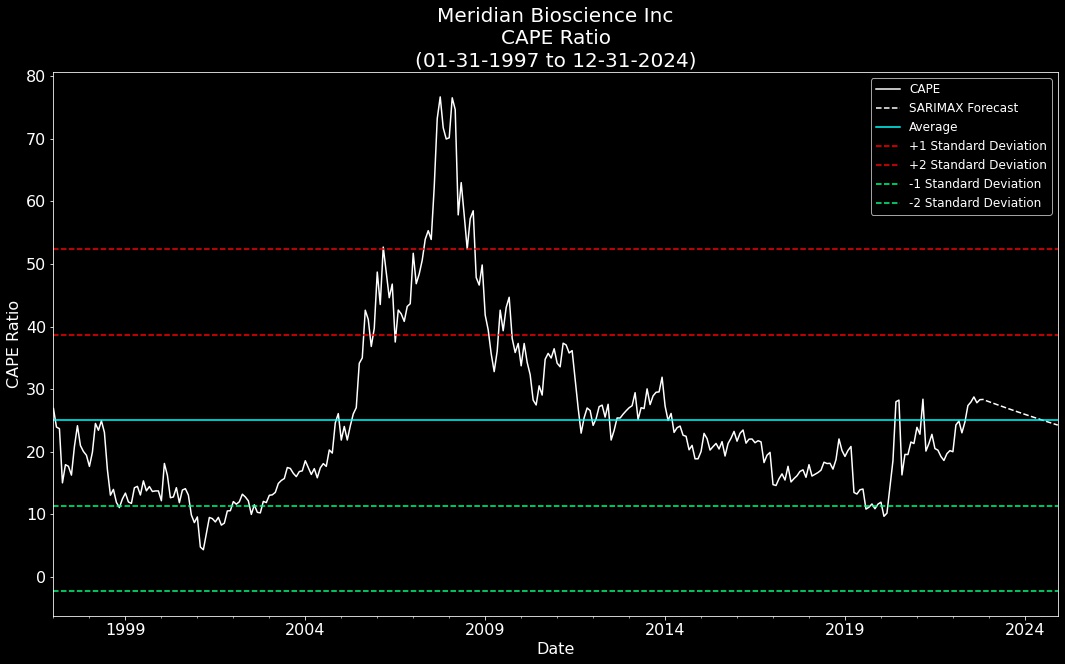 Meridian Bioscience Inc
CAPE Ratio
(01-31-1997 to 12-31-2024)
80
70
60
50
40
30
20
10
0
CAPE Ratio
CAPE
SARIMAX Forecast
Average
+1 Standard Deviation
+2 Standard Deviation
-1 Standard Deviation
-2 Standard Deviation
1999
2004
2009
2014
2019
2024
Date